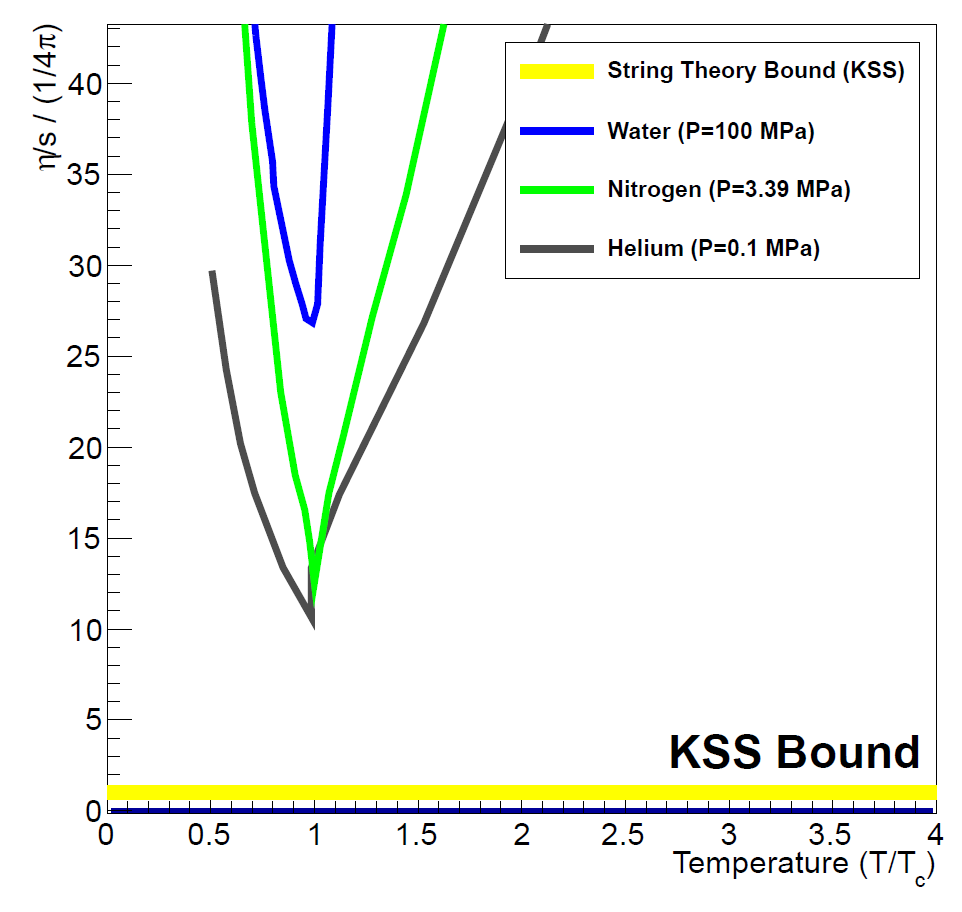 η/s / (1/4π)
40
35
30
25
20
15
10
5
0
String Theory Bound (KSS)
Water (P=100 MPa)
Nitrogen (P=3.39 MPa)
Helium (P=0.1 MPa)
KSS Bound
0 0.5 1 1.5 2 2.5 3 3.5 4
Temperature (T/Tc)